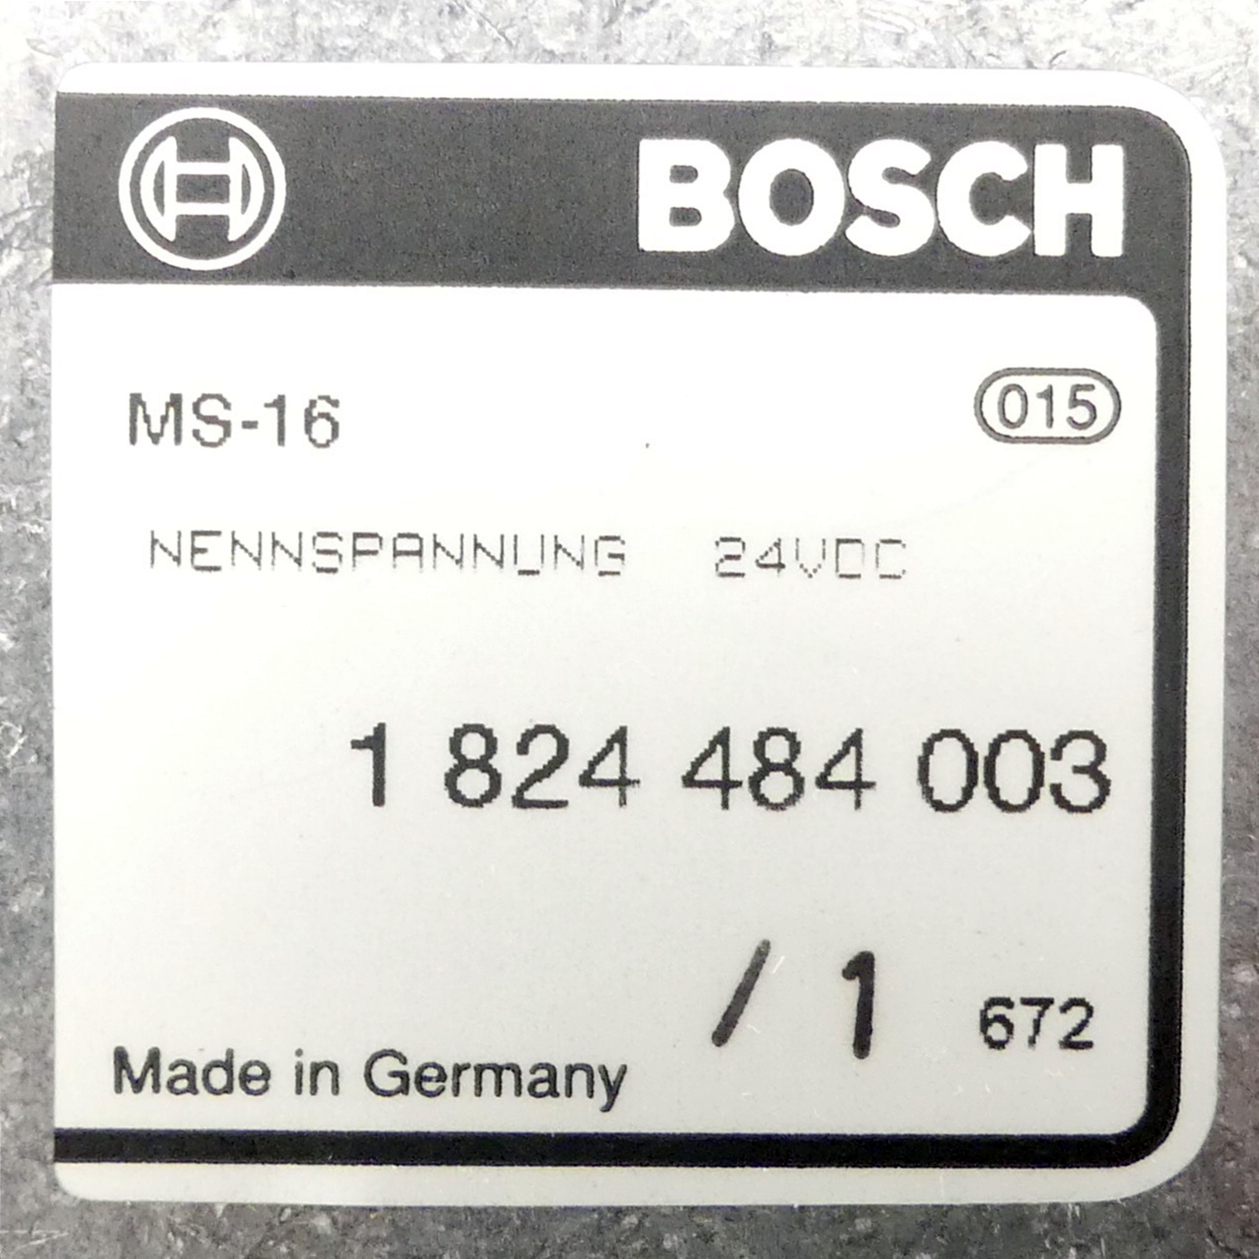 BOSCH
MS-16 015
NENNSPANNUNG 24VDC
1 824 484 003
/ 1 672
Made in Germany